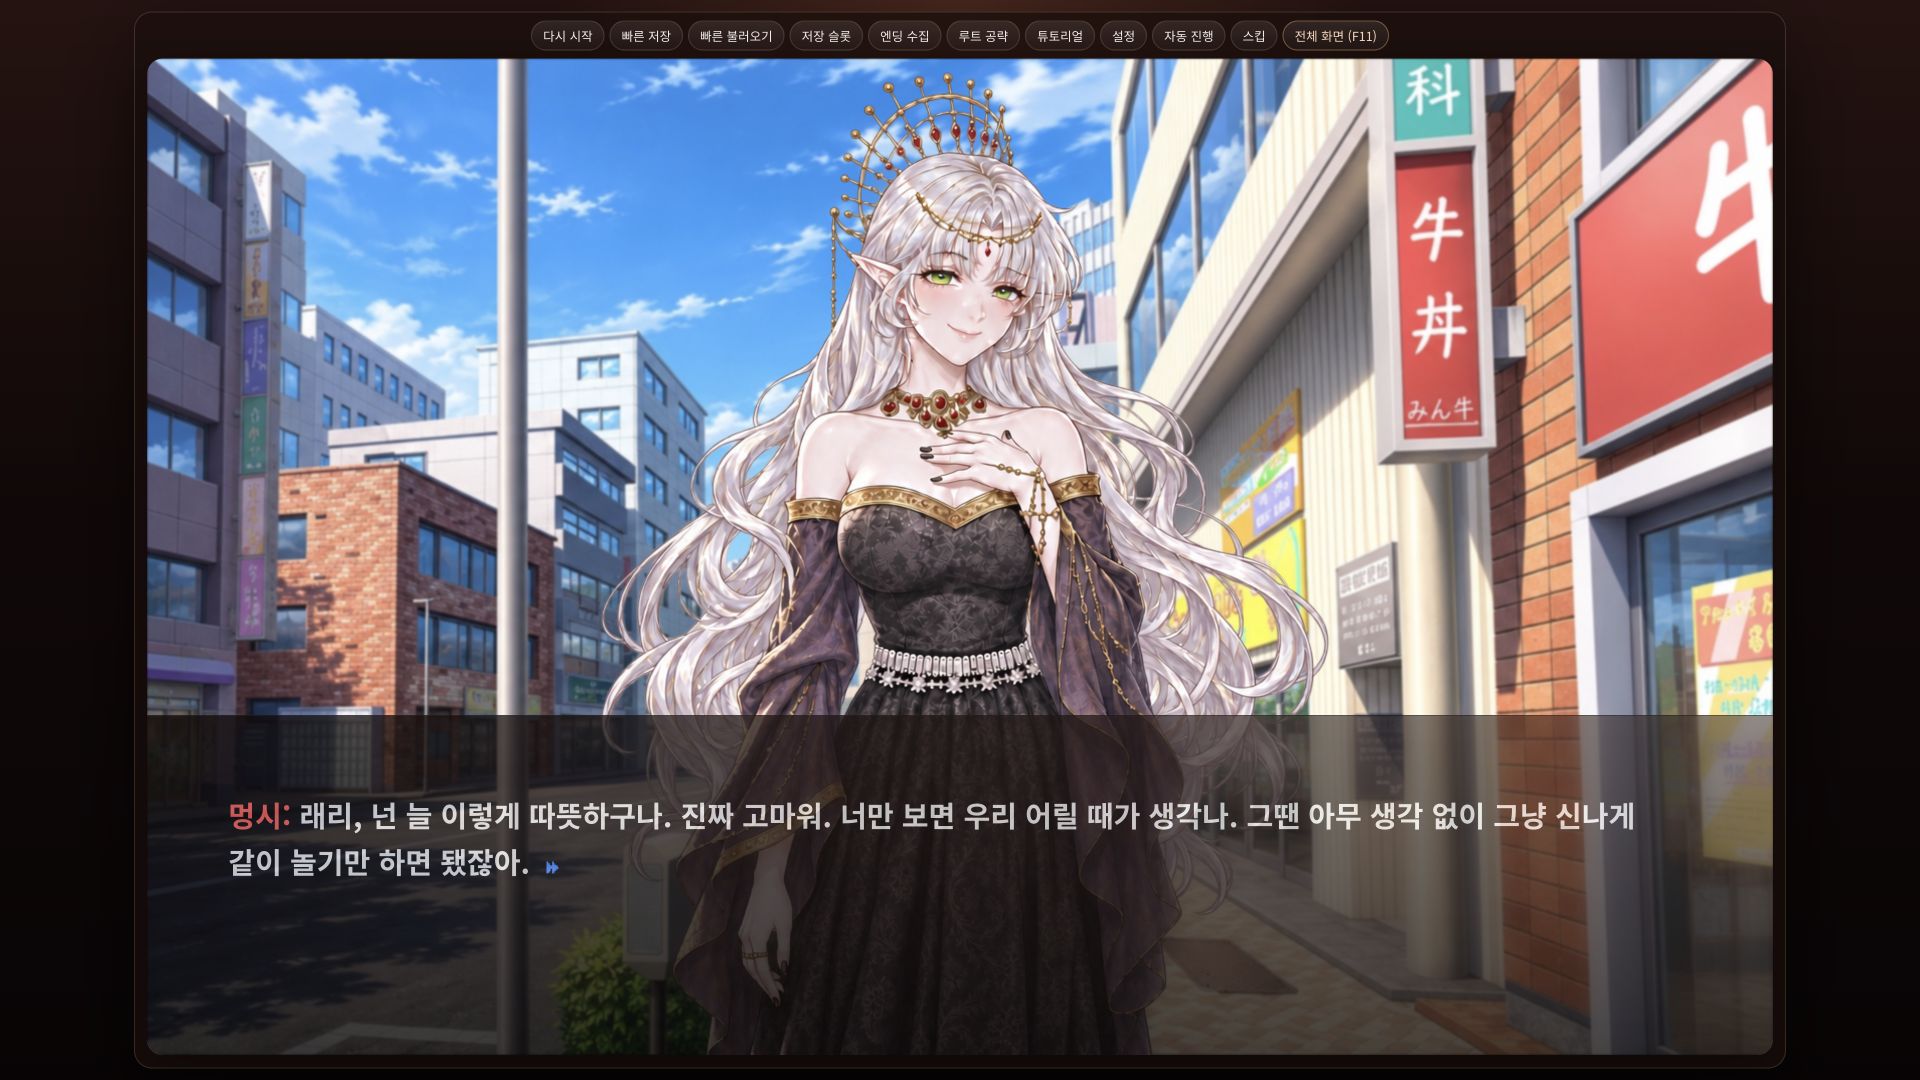 다시 시작 빠른 저장 빠른 불러오기 저장 슬롯 엔딩 수집 루트 공략 튜토리얼 설정 자동 진행 스킵 전체 화면 (F11)
科
牛
丼
みん牛
牛
멍시: 래리, 넌 늘 이렇게 따뜻하구나. 진짜 고마워. 너만 보면 우리 어릴 때가 생각나. 그땐 아무 생각 없이 그냥 신나게
같이 놀기만 하면 됐잖아.